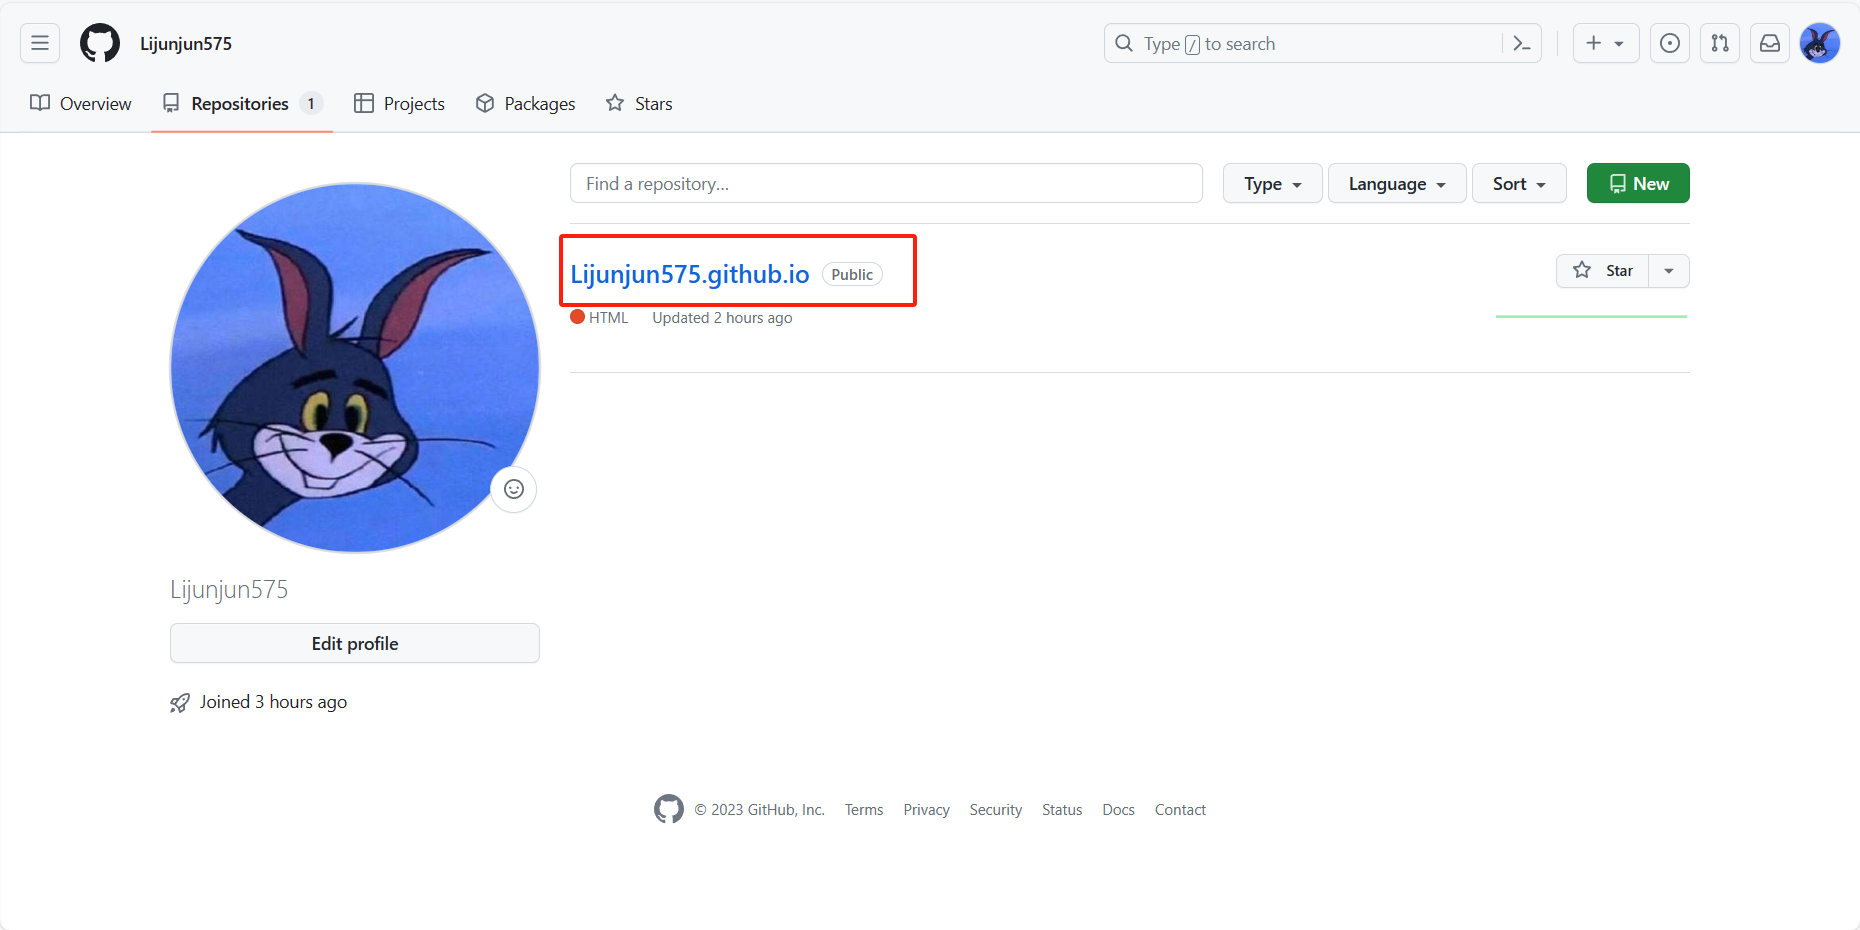 Lijunjun575
Type / to search
Overview
Repositories 1
Projects
Packages
Stars
Find a repository...
Type
Language
Sort
New
Lijunjun575.github.io Public
Star
HTML Updated 2 hours ago
Lijunjun575
Edit profile
Joined 3 hours ago
© 2023 GitHub, Inc. Terms Privacy Security Status Docs Contact